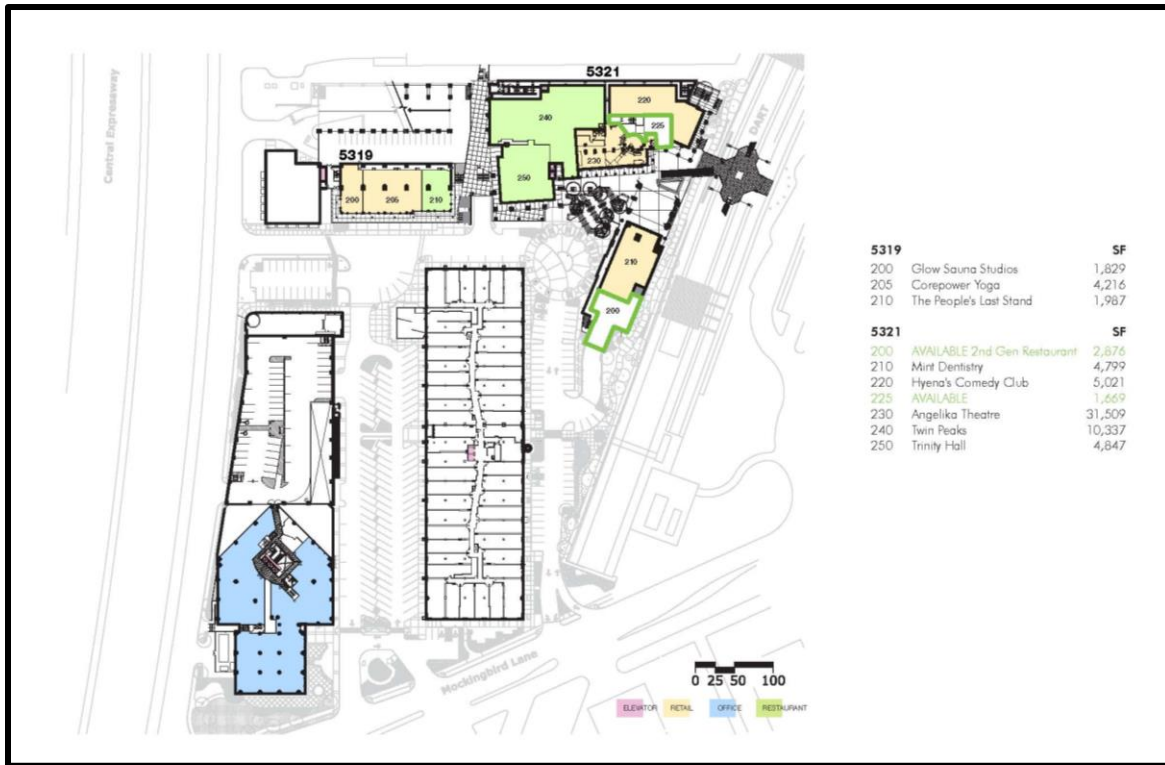 Central Expressway
5321
220
DART
240
225
5319
230
250
200
205
210
210
200
Mockingbird Lane
0 25 50 100
ELEVATOR RETAIL OFFICE RESTAURANT
5319 SF
200 Glow Sauna Studios 1,829
205 Corepower Yoga 4,216
210 The People's Last Stand 1,987
5321 SF
200 AVAILABLE 2nd Gen Restaurant 2,876
210 Mint Dentistry 4,799
220 Hyena's Comedy Club 5,021
225 AVAILABLE 1,669
230 Angelika Theatre 31,509
240 Twin Peaks 10,337
250 Trinity Hall 4,847